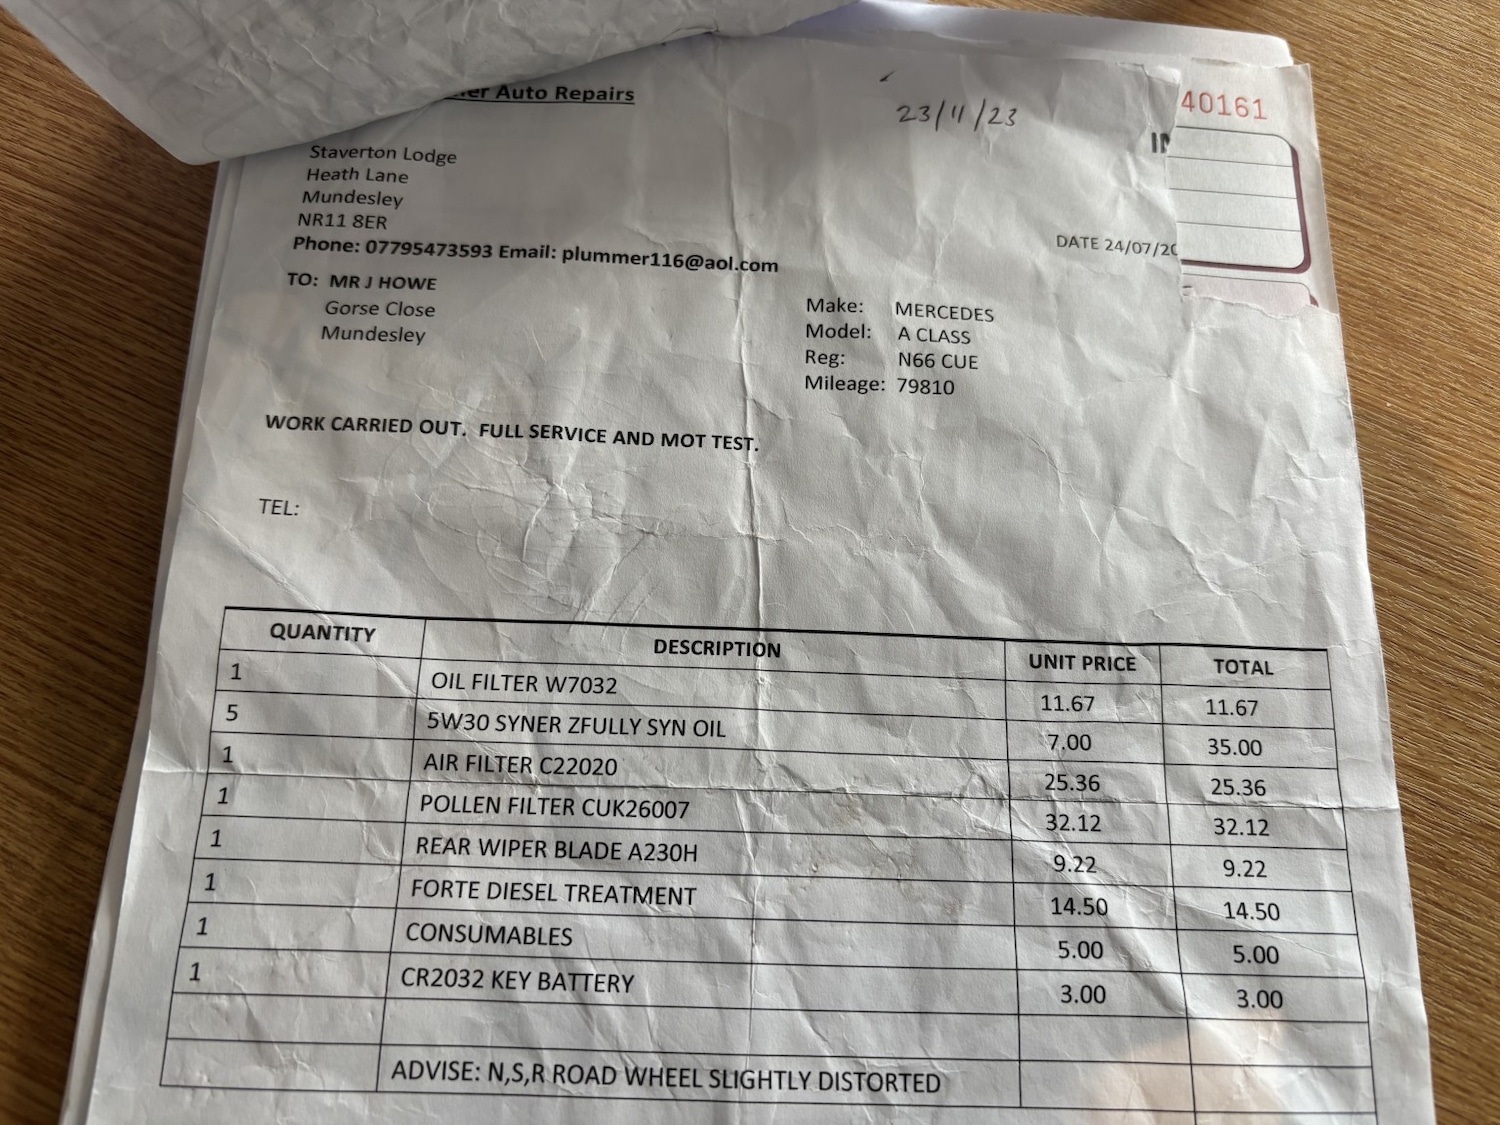 Auto Repairs
23/11/23
40161
Staverton Lodge
Heath Lane
Mundesley
NR11 8ER
Phone: 07795473593 Email: plummer116@aol.com
DATE 24/07/20
TO: MR J HOWE
Gorse Close
Mundesley
Make: MERCEDES
Model: A CLASS
Reg: N66 CUE
Mileage: 79810
WORK CARRIED OUT. FULL SERVICE AND MOT TEST.
TEL:
QUANTITY DESCRIPTION UNIT PRICE TOTAL
1 OIL FILTER W7032 11.67 11.67
5 5W30 SYNER ZFULLY SYN OIL 7.00 35.00
1 AIR FILTER C22020 25.36 25.36
1 POLLEN FILTER CUK26007 32.12 32.12
1 REAR WIPER BLADE A230H 9.22 9.22
1 FORTE DIESEL TREATMENT 14.50 14.50
1 CONSUMABLES 5.00 5.00
1 CR2032 KEY BATTERY 3.00 3.00
ADVISE: N,S,R ROAD WHEEL SLIGHTLY DISTORTED